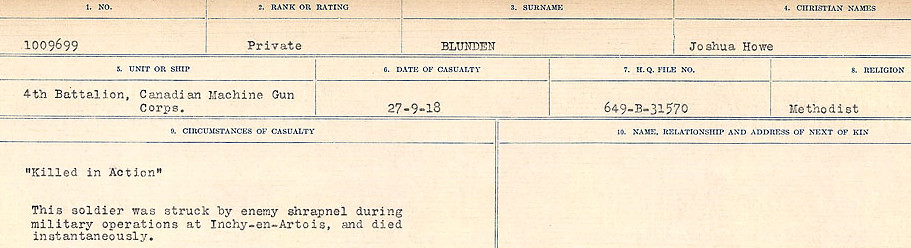 1. NO. 2. RANK OR RATING 3. SURNAME 4. CHRISTIAN NAMES
1009699 Private BLUNDEN Joshua Howe
5. UNIT OR SHIP 6. DATE OF CASUALTY 7. H.Q. FILE NO. 8. RELIGION
4th Battalion, Canadian Machine Gun
Corps. 27-9-18 649-B-31570 Methodist
9. CIRCUMSTANCES OF CASUALTY 10. NAME, RELATIONSHIP AND ADDRESS OF NEXT OF KIN
"Killed in Action"
This soldier was struck by enemy shrapnel during
military operations at Inchy-en-Artois, and died
instantaneously.